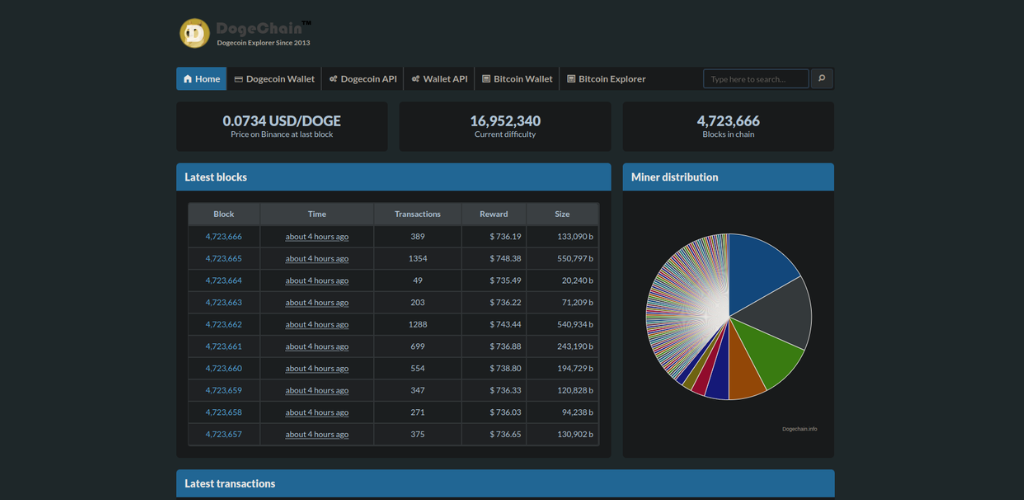 DogeChain™
Dogecoin Explorer Since 2013
Home Dogecoin Wallet Dogecoin API Wallet API Bitcoin Wallet Bitcoin Explorer Type here to search...
0.0734 USD/DOGE
Price on Binance at last block
16,952,340
Current difficulty
4,723,666
Blocks in chain
Latest blocks
Miner distribution
Block Time Transactions Reward Size
4,723,666 about 4 hours ago 389 $ 736.19 133,090 b
4,723,665 about 4 hours ago 1354 $ 748.38 550,797 b
4,723,664 about 4 hours ago 49 $ 735.49 20,240 b
4,723,663 about 4 hours ago 203 $ 736.22 71,209 b
4,723,662 about 4 hours ago 1288 $ 743.44 540,934 b
4,723,661 about 4 hours ago 699 $ 736.88 243,190 b
4,723,660 about 4 hours ago 554 $ 738.80 194,729 b
4,723,659 about 4 hours ago 347 $ 736.33 120,828 b
4,723,658 about 4 hours ago 271 $ 736.03 94,238 b
4,723,657 about 4 hours ago 375 $ 736.65 130,902 b
Dogechain.info
Latest transactions